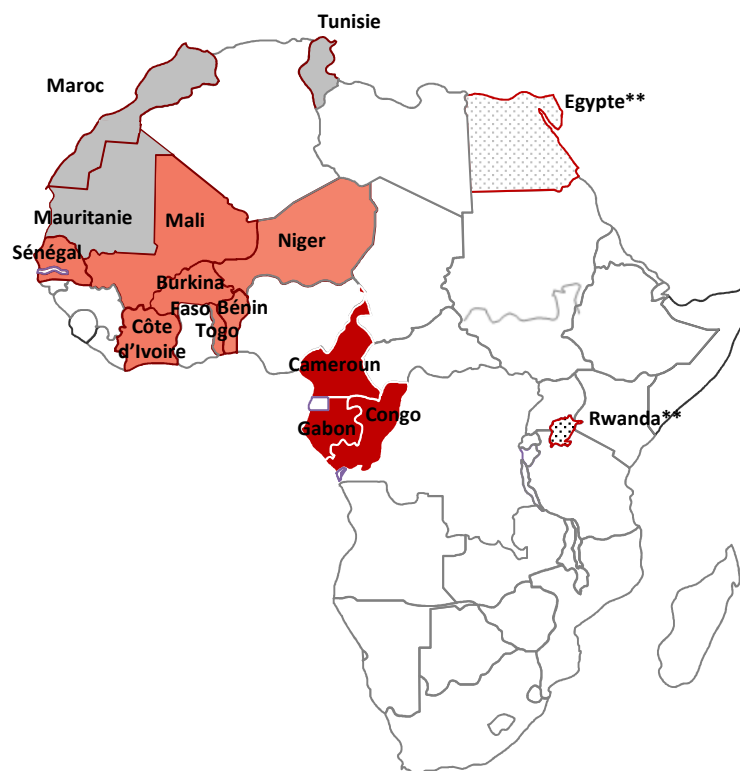 Tunisie
Maroc
Egypte**
Mauritanie
Mali
Niger
Sénégal
Burkina
Faso
Bénin
Togo
Côte
d'Ivoire
Cameroun
Gabon
Congo
Rwanda**